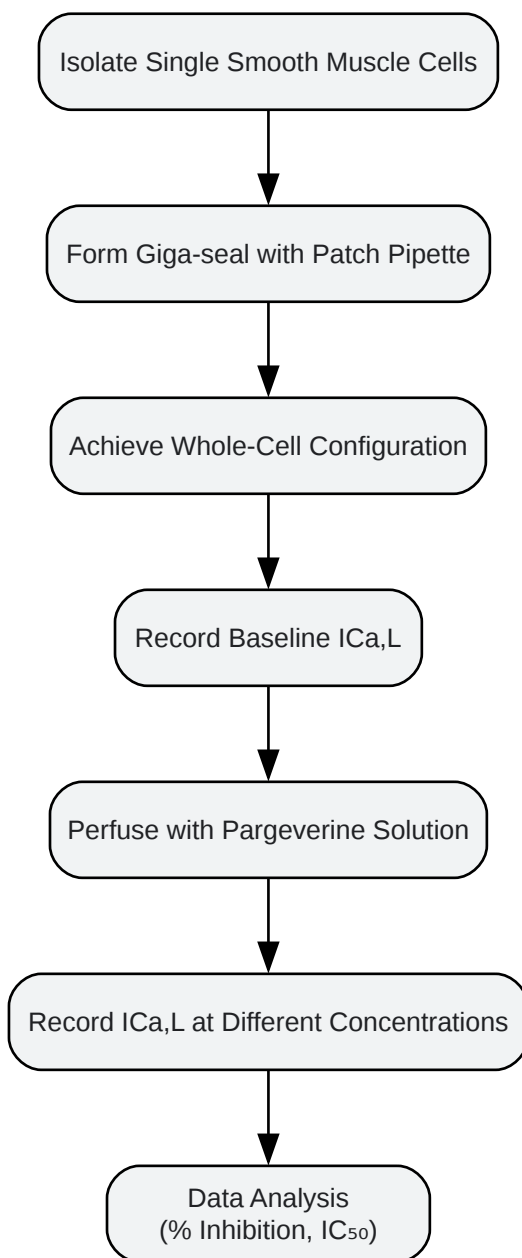 Isolate Single Smooth Muscle Cells
Form Giga-seal with Patch Pipette
Achieve Whole-Cell Configuration
Record Baseline ICa,L
Perfuse with Pargeverine Solution
Record ICa,L at Different Concentrations
Data Analysis
(% Inhibition, IC₅₀)